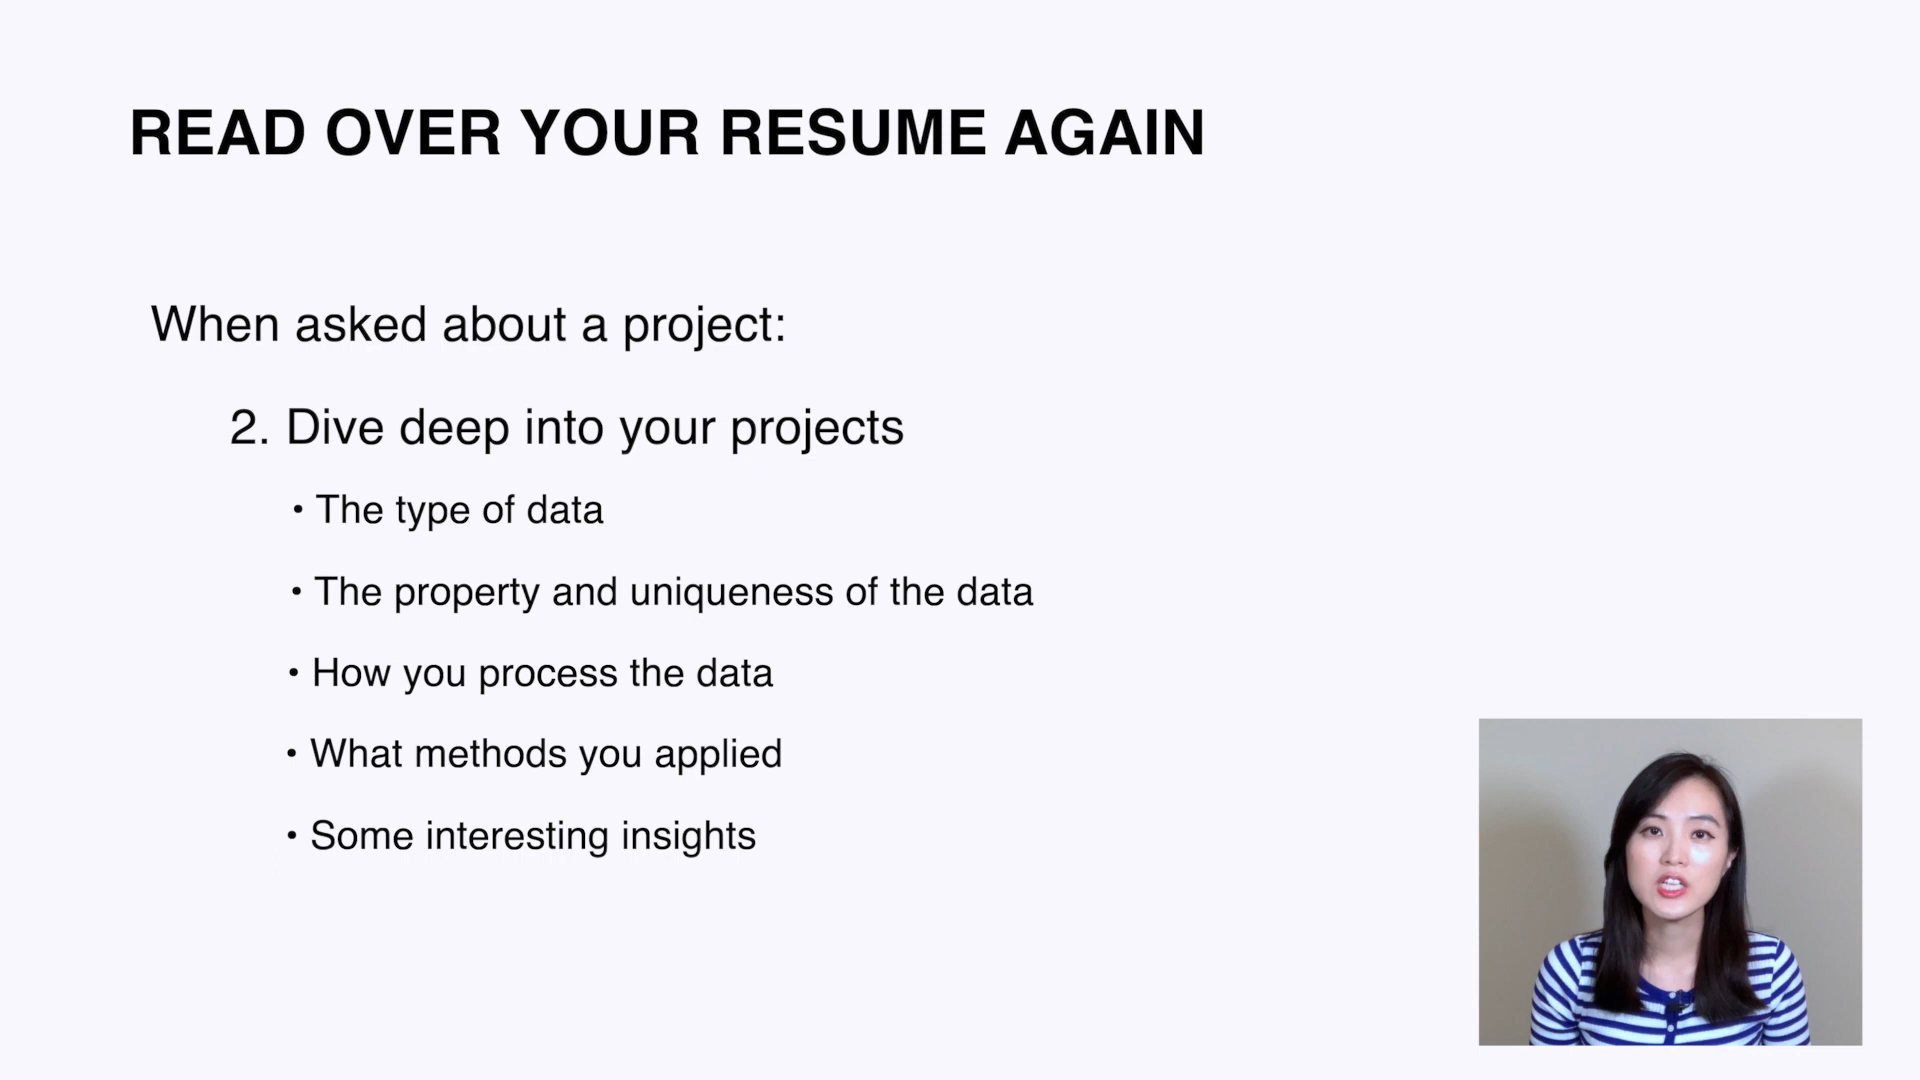 READ OVER YOUR RESUME AGAIN
When asked about a project:
2. Dive deep into your projects
• The type of data
• The property and uniqueness of the data
• How you process the data
• What methods you applied
• Some interesting insights